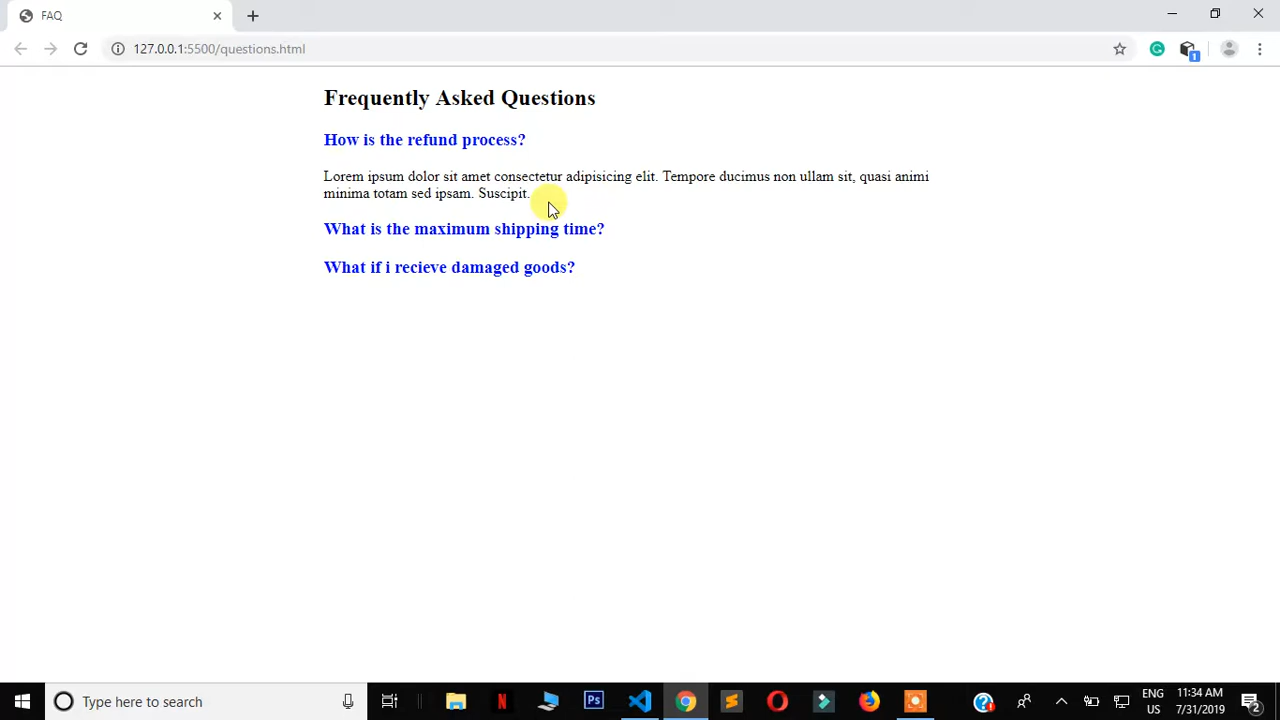 FAQ
127.0.0.1:5500/questions.html
1
Frequently Asked Questions
How is the refund process?
Lorem ipsum dolor sit amet consectetur adipisicing elit. Tempore ducimus non ullam sit, quasi animi
minima totam sed ipsam. Suscipit.
What is the maximum shipping time?
What if i recieve damaged goods?
Type here to search
N
Ps
ENG
US
11:34 AM
7/31/2019
2